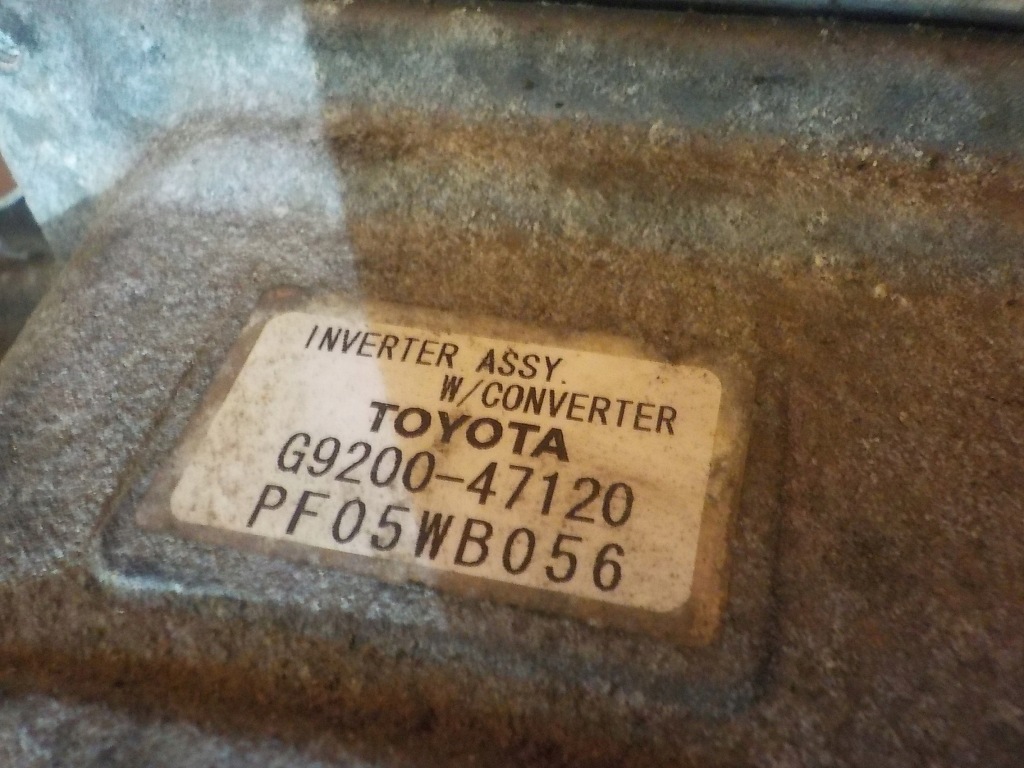 INVERTER ASSY.
W/CONVERTER
TOYOTA
G9200-47120
PF05WB056